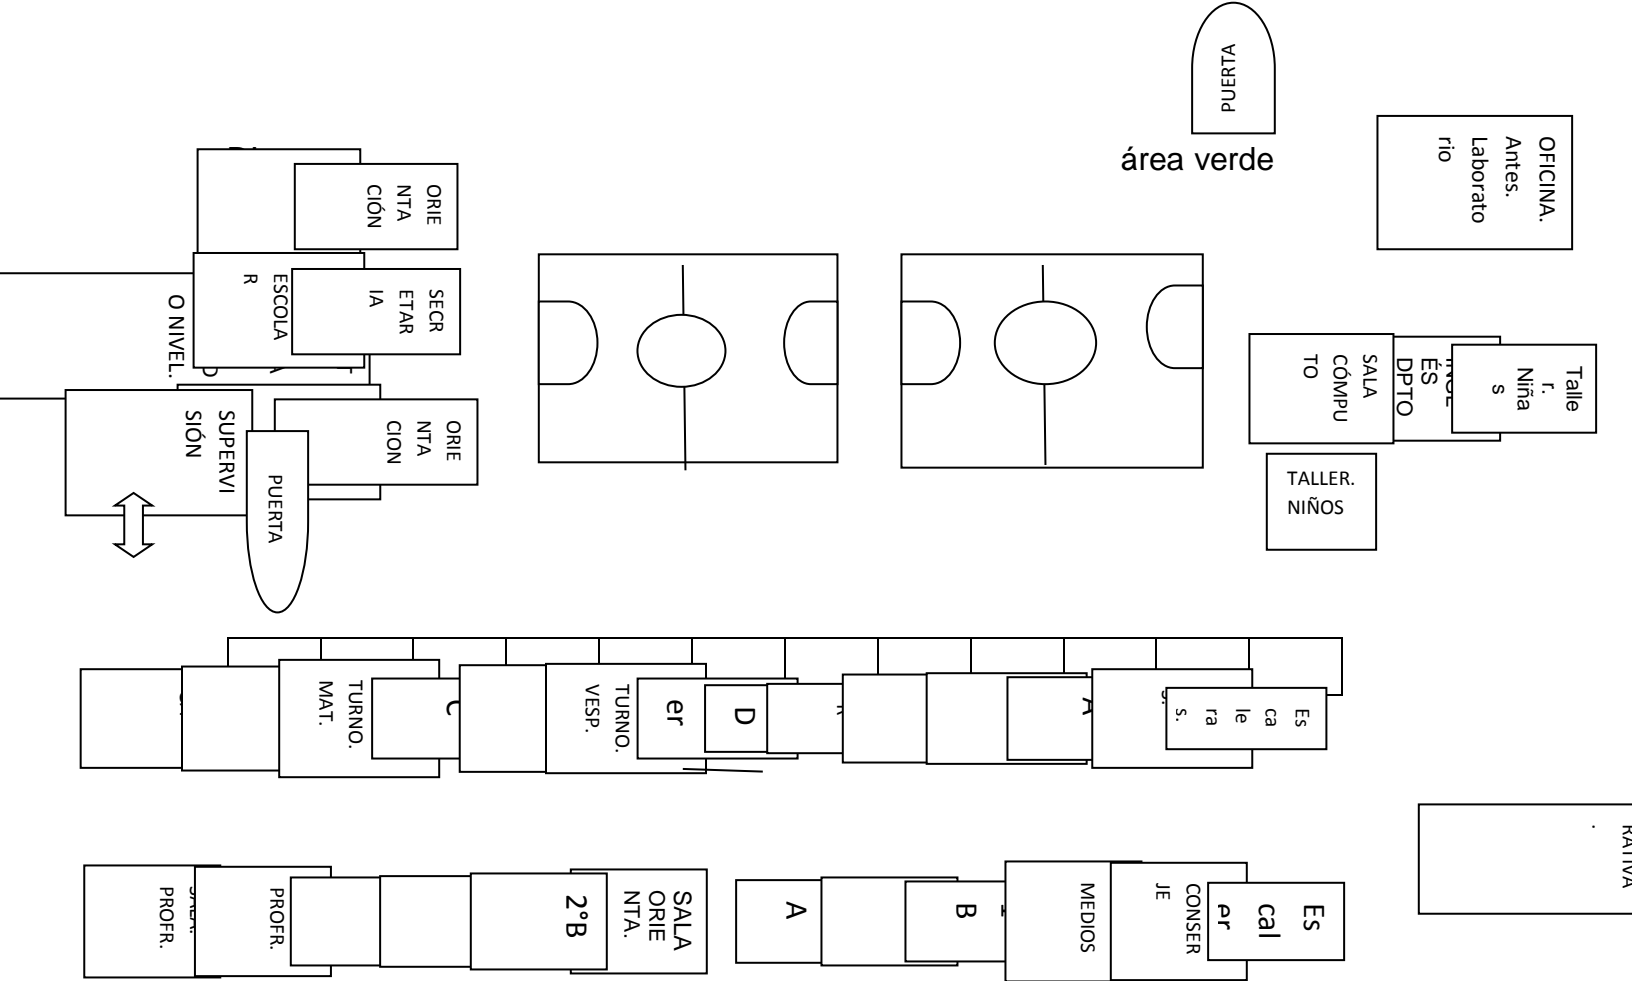 PUERTA
área verde
OFICINA.
Antes.
Laborato
rio
ORIE
NTA
CIÓN
ESCOLA
R
SECR
ETAR
IA
O NIVEL.
SUPERVI
SIÓN
ORIE
NTA
CION
PUERTA
SALA
CÓMPU
TO
ÉS
DPTO
Talle
r.
Niña
s
TALLER.
NIÑOS
TURNO.
MAT.
C
TURNO.
VESP.
er
D
A
Es
ca
le
ra
s.
RATIVA
.
PROFR.
PROFR.
2°B
SALA
ORIE
NTA.
A
B
MEDIOS
CONSER
JE
Es
cal
er